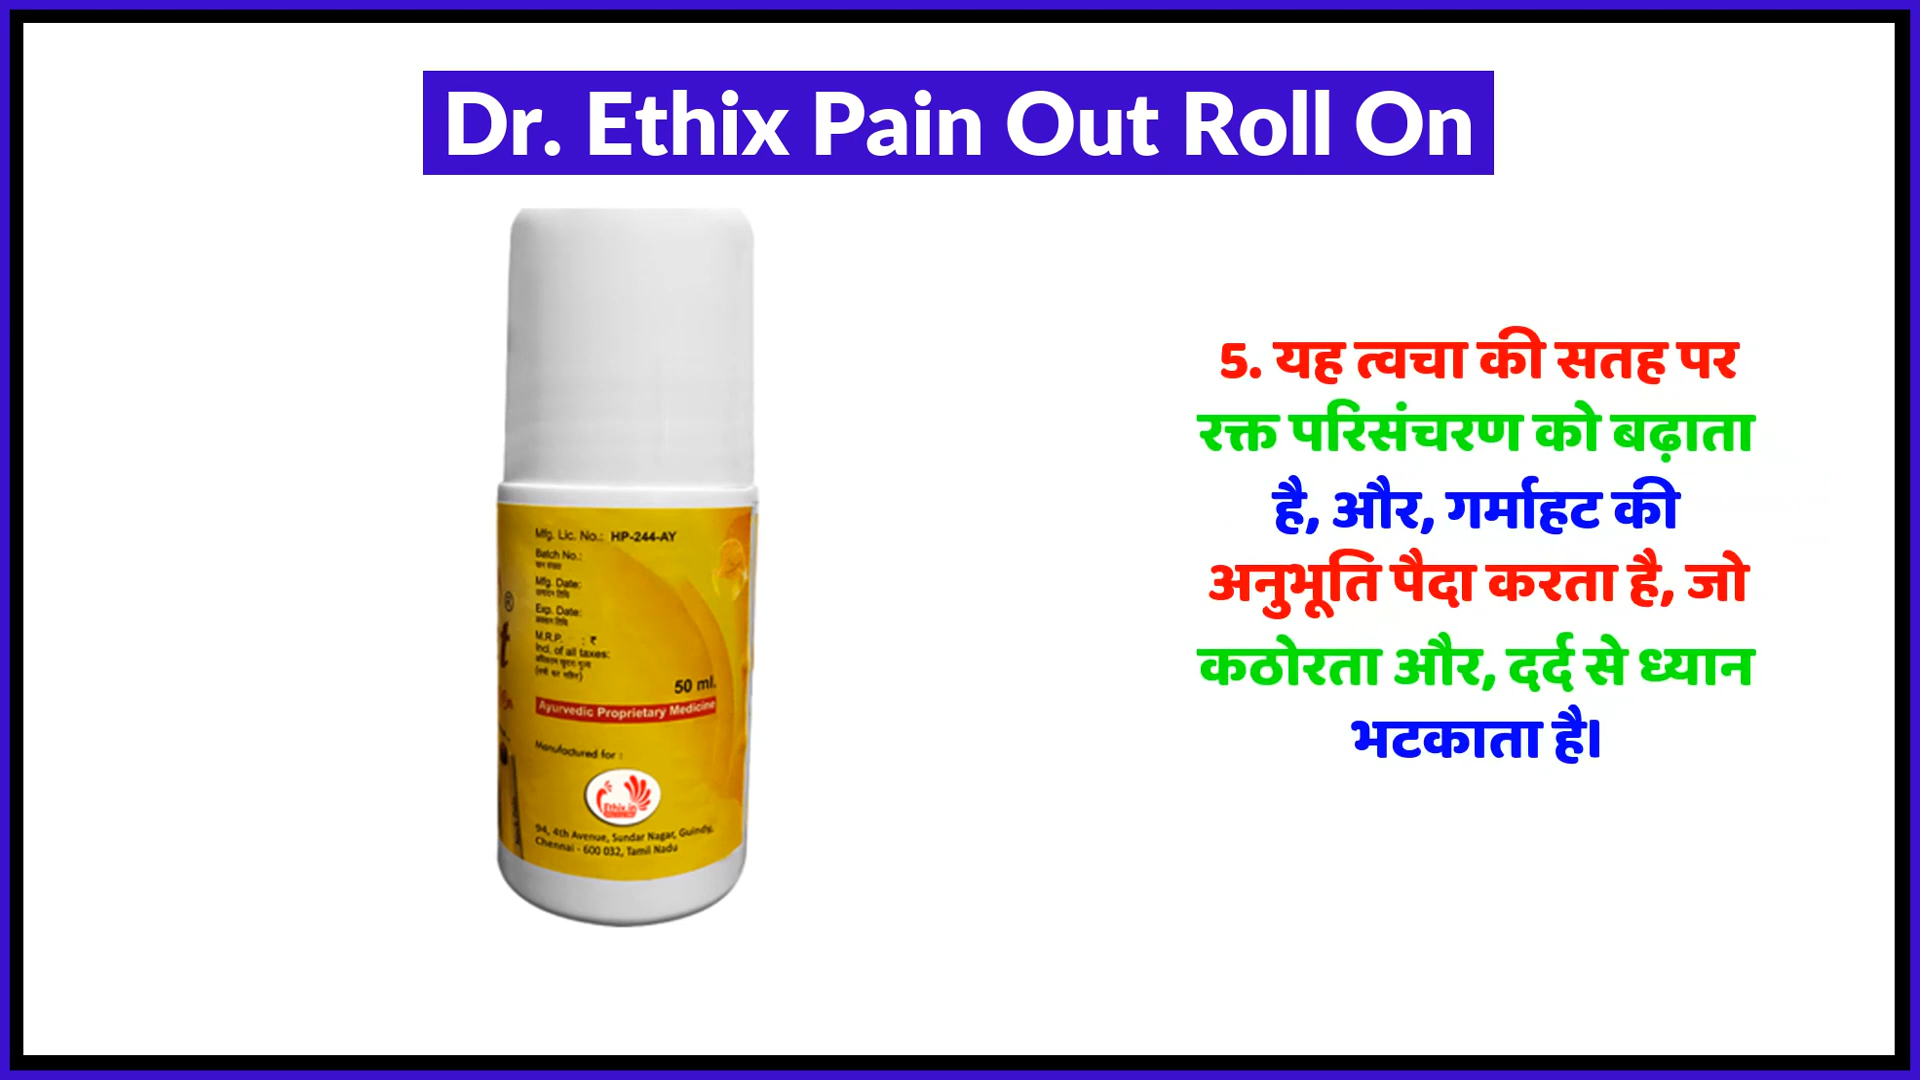 Dr. Ethix Pain Out Roll On
5. यह त्वचा की सतह पर
रक्त परिसंचरण को बढ़ाता
है, और, गर्माहट की
अनुभूति पैदा करता है, जो
कठोरता और, दर्द से ध्यान
भटकाता है।
Mfg. Lic. No.: HP-244-AY
Batch No.:
Mfg. Date:
Exp. Date:
M.R.P. : ₹
Incl. of all taxes:
50 ml.
Ayurvedic Proprietary Medicine
Manufactured for :
Ethix.in
94, 4th Avenue, Sundar Nagar, Guindy,
Chennai - 600 032, Tamil Nadu